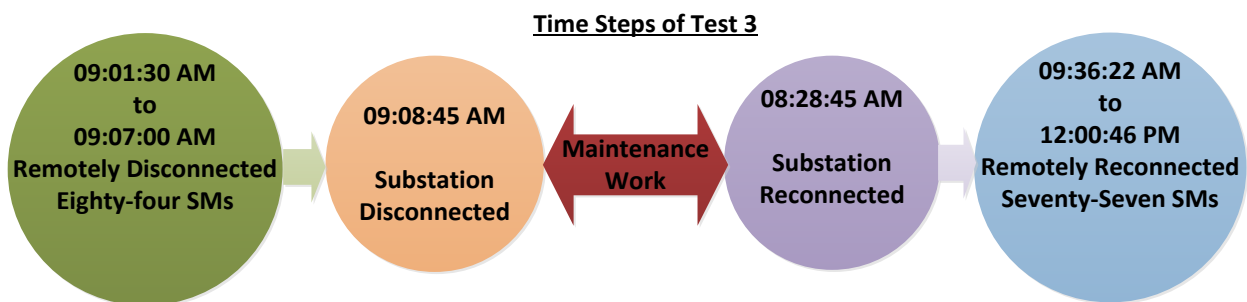 Time Steps of Test 3
09:01:30 AM
to
09:07:00 AM
Remotely Disconnected
Eighty-four SMs
09:08:45 AM
Substation
Disconnected
Maintenance
Work
08:28:45 AM
Substation
Reconnected
09:36:22 AM
to
12:00:46 PM
Remotely Reconnected
Seventy-Seven SMs